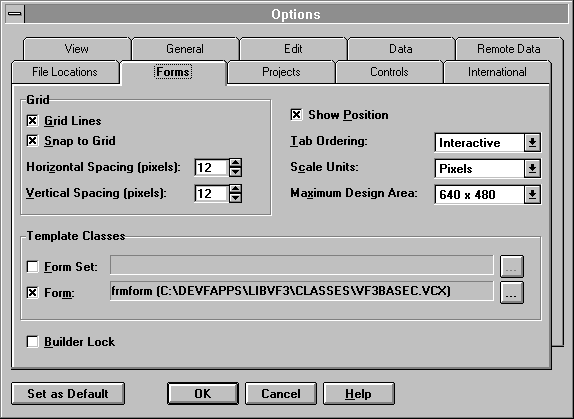 Options
View General Edit Data Remote Data
File Locations Forms Projects Controls International
Grid
Grid Lines
Snap to Grid
Horizontal Spacing (pixels): 12
Vertical Spacing (pixels): 12
Show Position
Tab Ordering: Interactive
Scale Units: Pixels
Maximum Design Area: 640 x 480
Template Classes
Form Set: ...
Form: frmform (C:\DEVFAPPS\LIBVF3\CLASSES\VF3BASEC.VCX) ...
Builder Lock
Set as Default OK Cancel Help